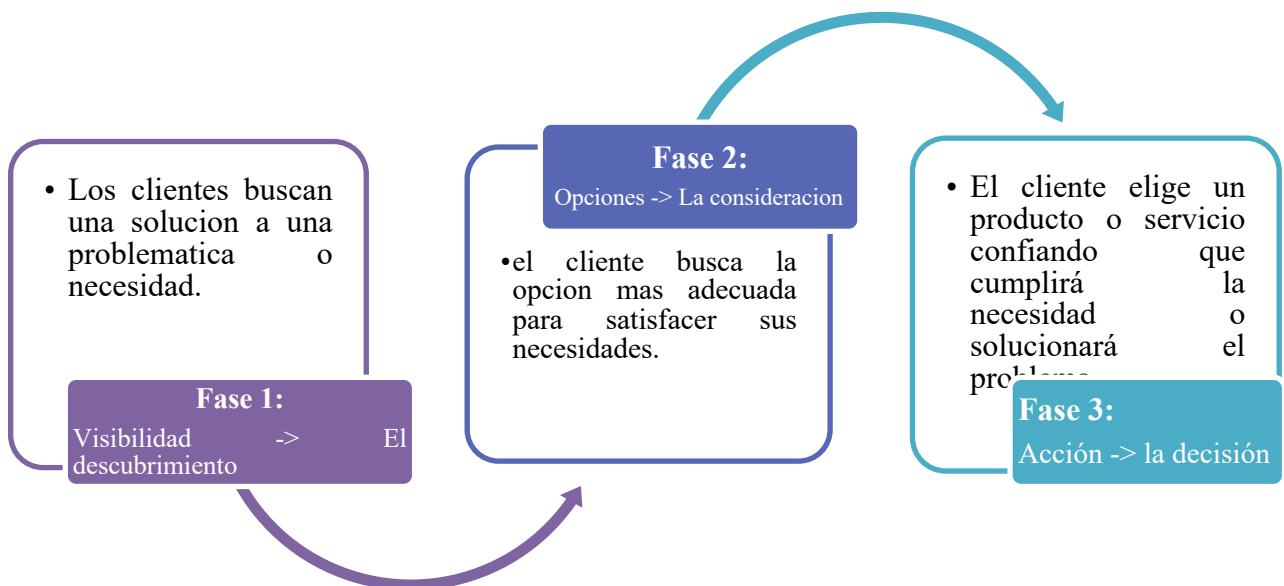 • Los clientes buscan
una solucion a una
problematica o
necesidad.
Fase 1:
Visibilidad -> El
descubrimiento
Fase 2:
Opciones -> La consideracion
•el cliente busca la
opcion mas adecuada
para satisfacer sus
necesidades.
• El cliente elige un
producto o servicio
confiando que
cumplirá la
necesidad o
solucionará el
Fase 3:
Acción -> la decisión